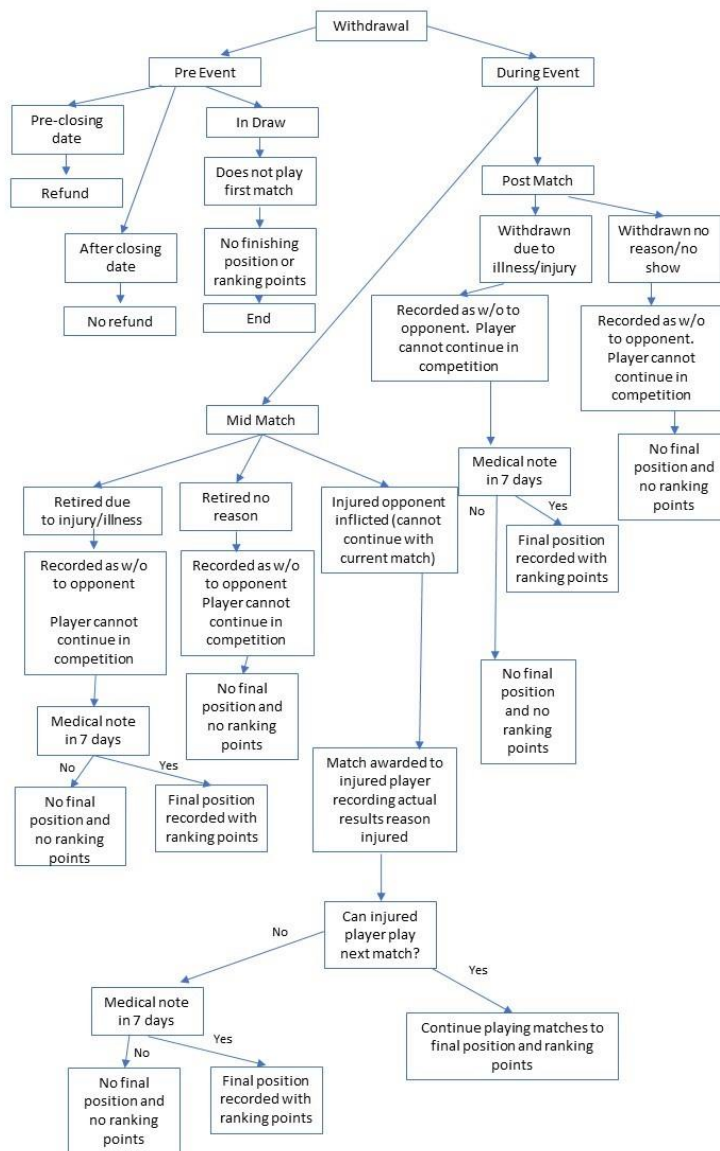 Withdrawal
Pre Event
During Event
Pre-closing
date
In Draw
Refund
Does not play
first match
Post Match
After closing
date
No finishing
position or
ranking points
Withdrawn
due to
illness/injury
Withdrawn no
reason/no
show
No refund
End
Recorded as w/o
to opponent.  Player
cannot continue in
competition
Recorded as w/o
to opponent.
Player cannot
continue in
competition
Mid Match
Medical note
in 7 days
No final
position and
no ranking
points
Retired due
to injury/illness
Retired no
reason
Injured opponent
inflicted (cannot
continue with
current match)
No
Yes
Final position
recorded with
ranking points
Recorded as w/o
to opponent
Player cannot
continue in
competition
Recorded as w/o
to opponent
Player cannot
continue in
competition
No final
position
and no
ranking
points
No final
position and
no ranking
points
Medical note
in 7 days
No
Yes
No final
position and
no ranking
points
Final position
recorded with
ranking points
Match awarded to
injured player
recording actual
results reason
injured
Can injured
player play
next match?
No
Yes
Medical note
in 7 days
Continue playing matches to
final position and ranking
points
No
Yes
No final
position and
no ranking
points
Final position
recorded with
ranking points